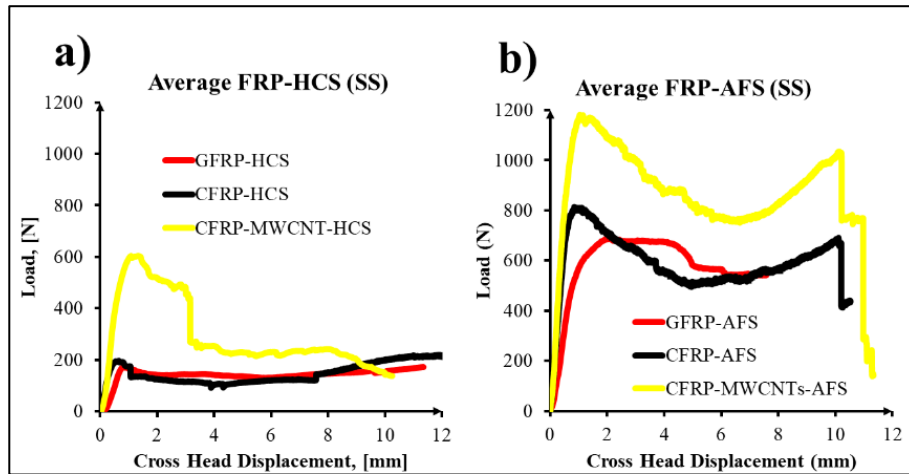 a)
Average FRP-HCS (SS)
1200
1000
800
600
400
200
0
0 2 4 6 8 10 12
Load, [N]
Cross Head Displacement, [mm]
GFRP-HCS
CFRP-HCS
CFRP-MWCNT-HCS
b)
Average FRP-AFS (SS)
1200
1000
800
600
400
200
0
0 2 4 6 8 10 12
Load (N)
Cross Head Displacement (mm)
GFRP-AFS
CFRP-AFS
CFRP-MWCNTs-AFS